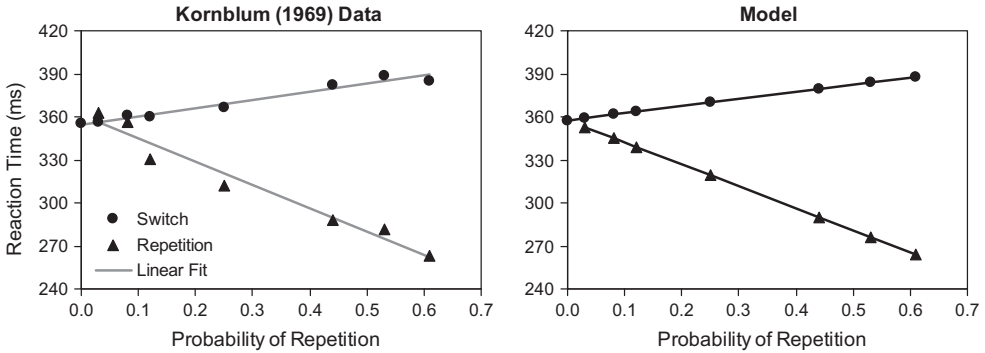 Kornblum (1969) Data
Reaction Time (ms)
420
390
360
330
300
270
240
Switch
Repetition
Linear Fit
0.0 0.1 0.2 0.3 0.4 0.5 0.6 0.7
Probability of Repetition
Model
420
390
360
330
300
270
240
0.0 0.1 0.2 0.3 0.4 0.5 0.6 0.7
Probability of Repetition